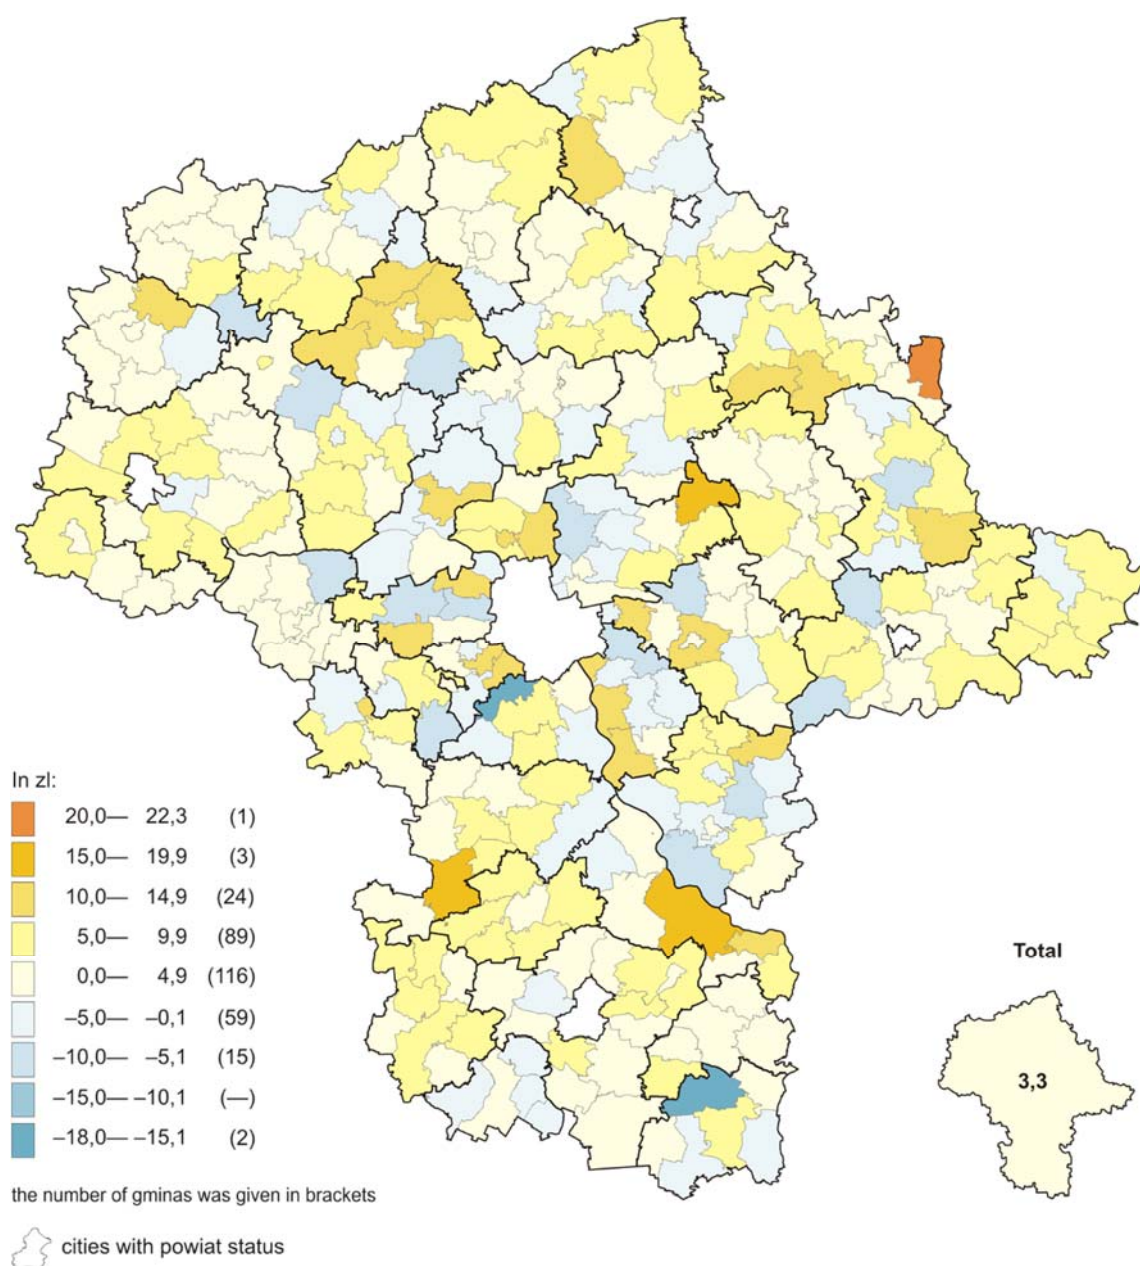 In zl:
20,0— 22,3 (1)
15,0— 19,9 (3)
10,0— 14,9 (24)
5,0— 9,9 (89)
0,0— 4,9 (116)
–5,0— –0,1 (59)
–10,0— –5,1 (15)
–15,0— –10,1 (—)
–18,0— –15,1 (2)
the number of gminas was given in brackets
cities with powiat status
Total
3,3